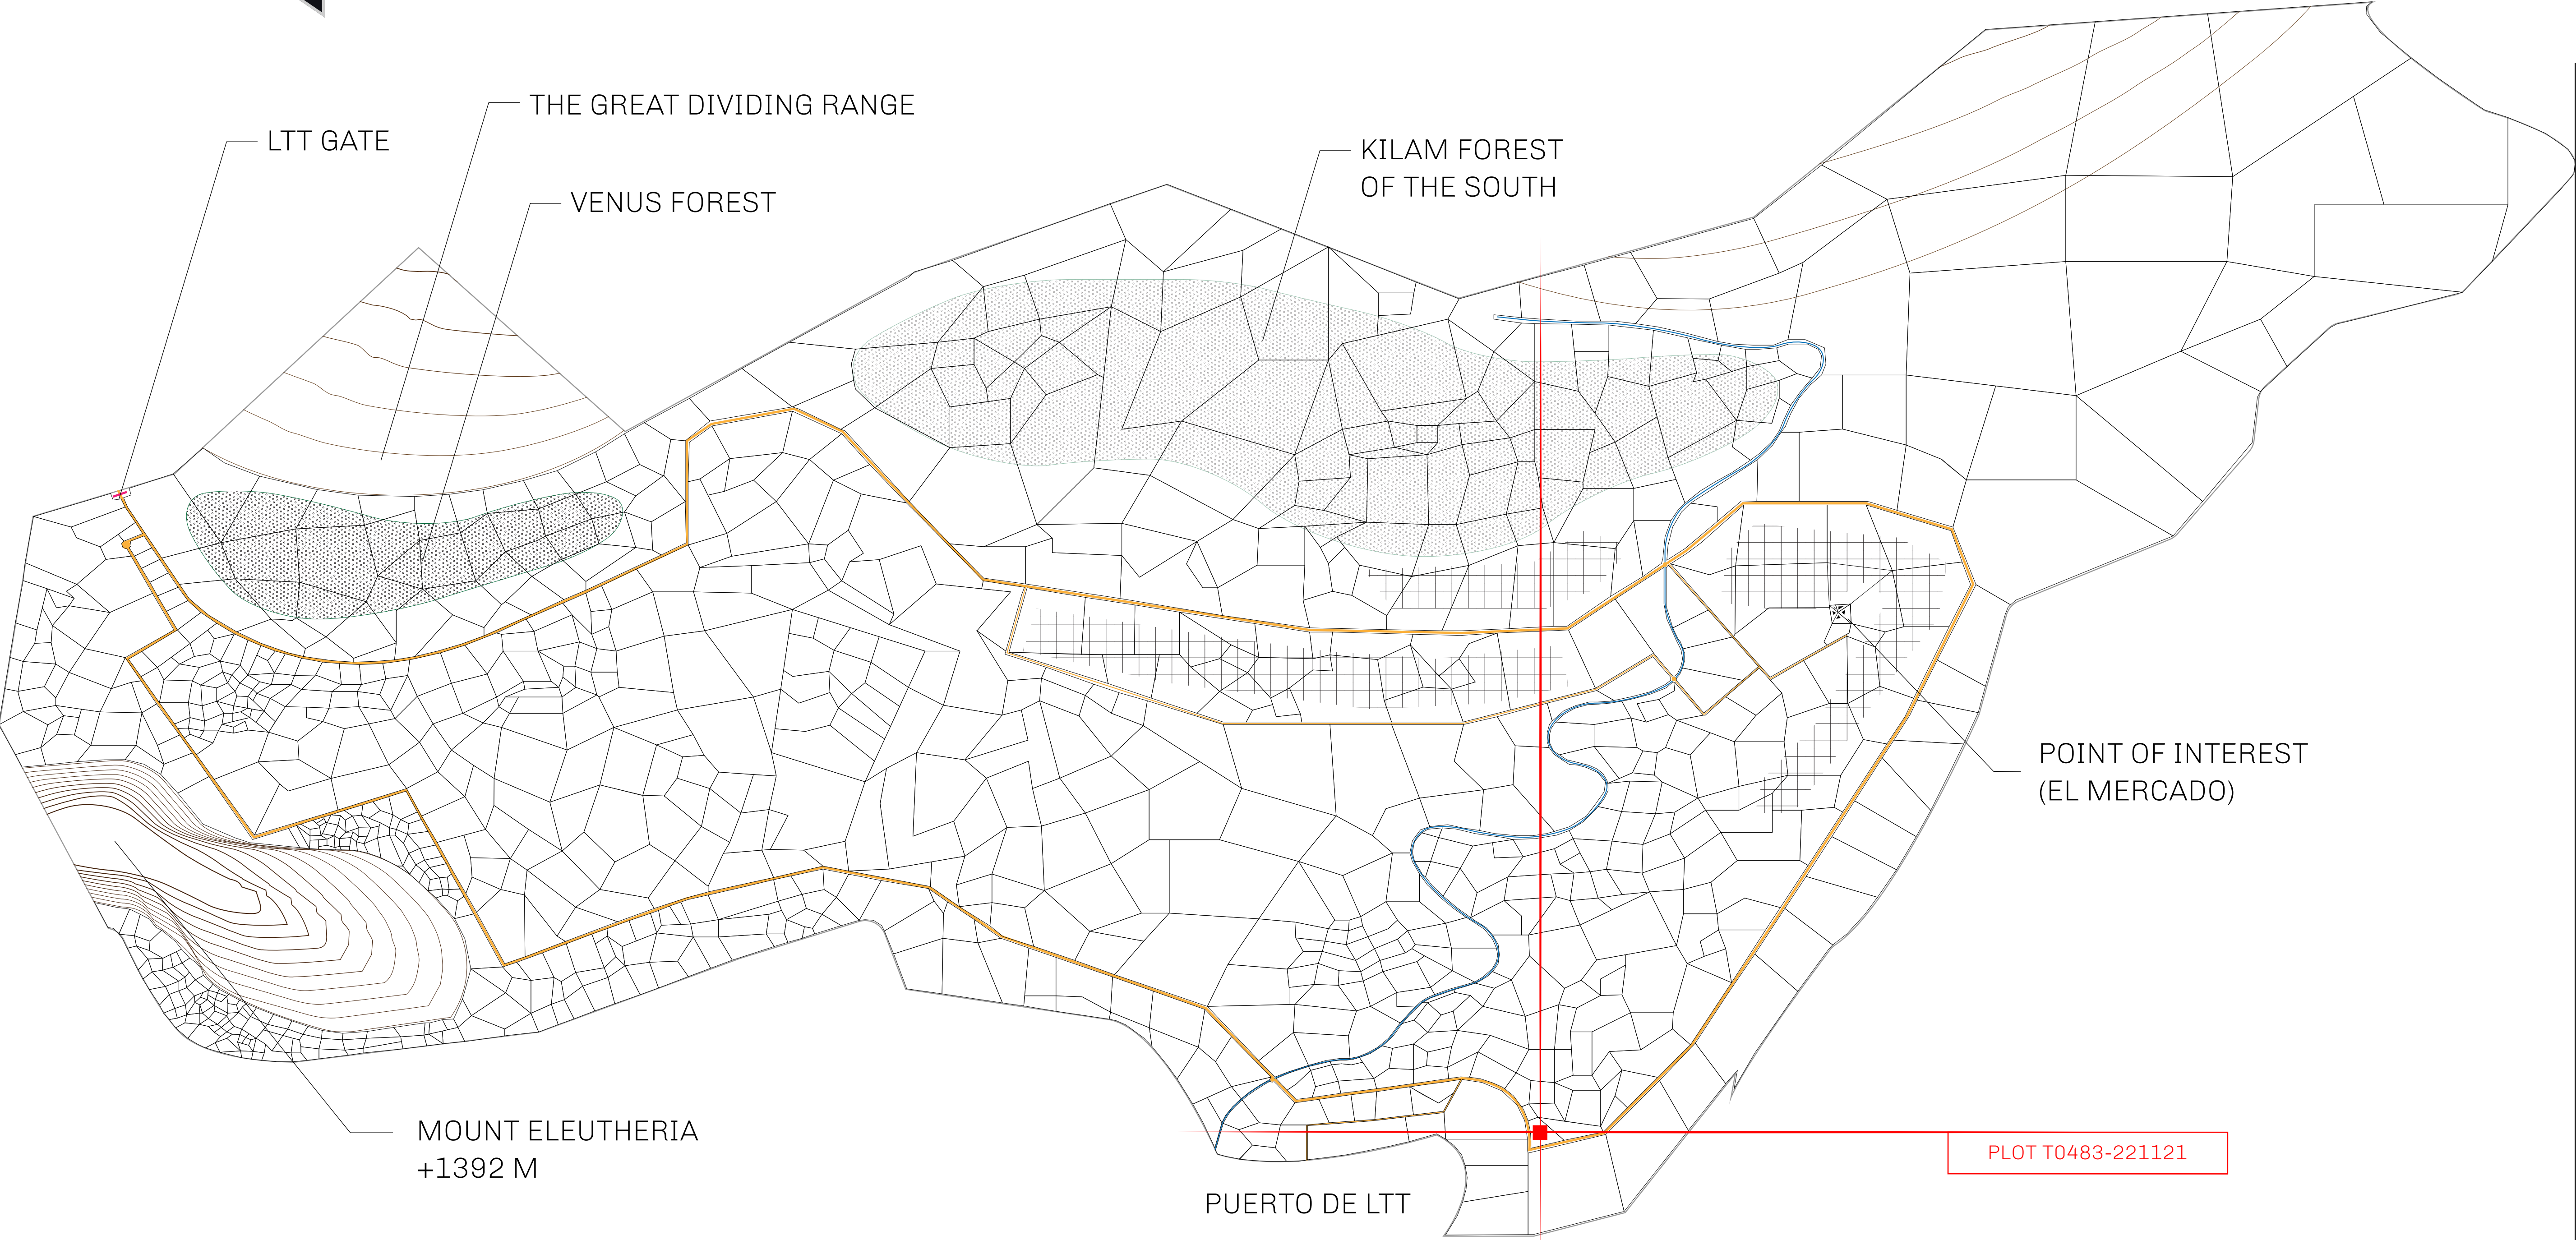 THE GREAT DIVIDING RANGE
LTT GATE
VENUS FOREST
KILAM FOREST
OF THE SOUTH
POINT OF INTEREST
(EL MERCADO)
MOUNT ELEUTHERIA
+1392 M
PLOT T0483-221121
PUERTO DE LTT